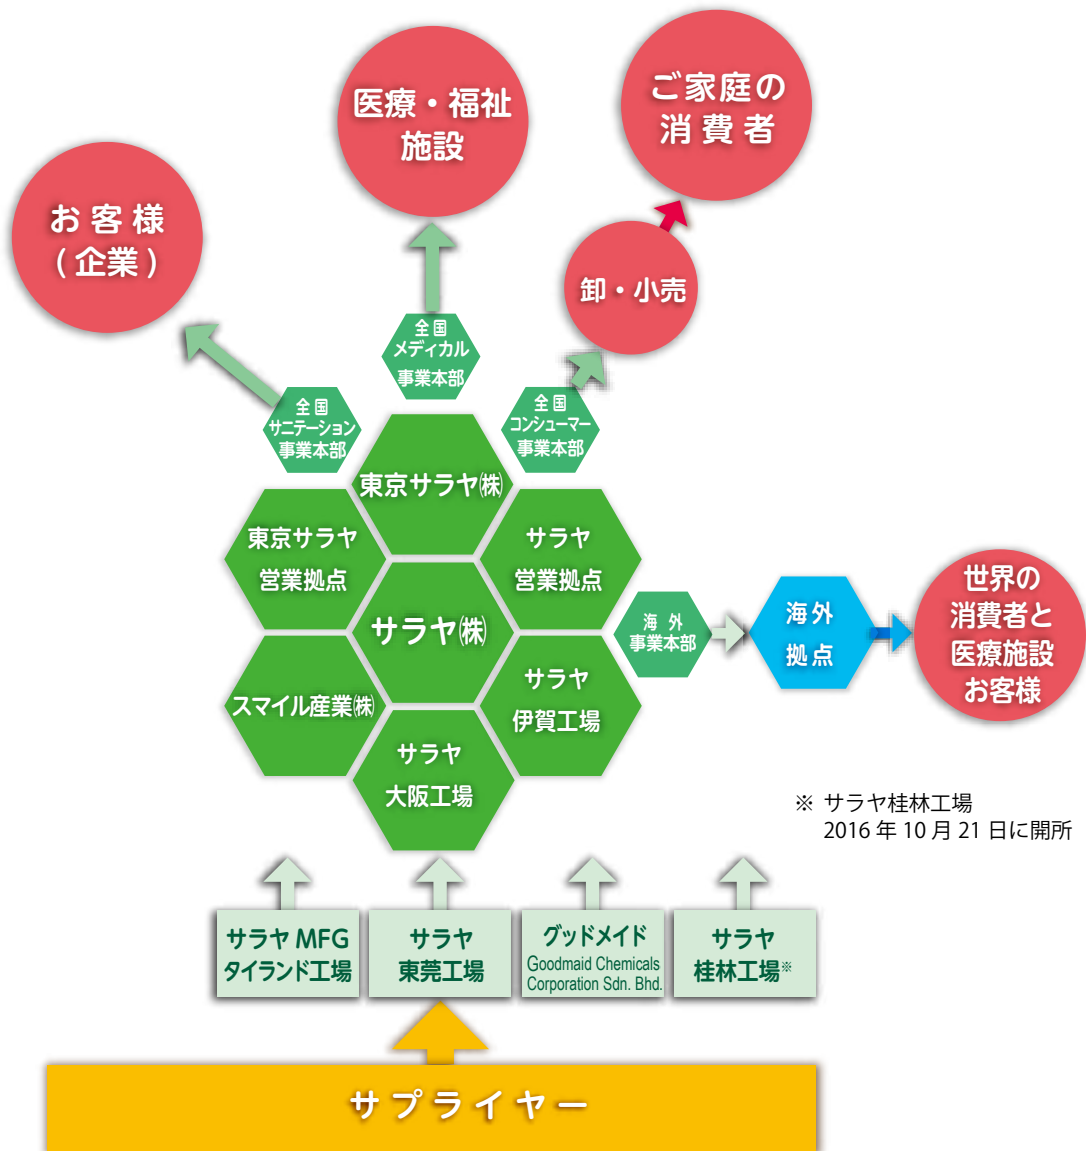 ご家庭の
消費者
医療・福祉
施設
お客様
(企業)
卸・小売
全国
メディカル
事業本部
全国
サニテーション
事業本部
全国
コンシューマー
事業本部
東京サラヤ㈱
東京サラヤ
営業拠点
サラヤ
営業拠点
サラヤ㈱
海外
事業本部
海外
拠点
世界の
消費者と
医療施設
お客様
スマイル産業㈱
サラヤ
伊賀工場
サラヤ
大阪工場
※ サラヤ桂林工場
2016 年 10 月 21 日に開所
サラヤ MFG
タイランド工場
サラヤ
東莞工場
グッドメイド
Goodmaid Chemicals
Corporation Sdn. Bhd.
サラヤ
桂林工場※
サプライヤー